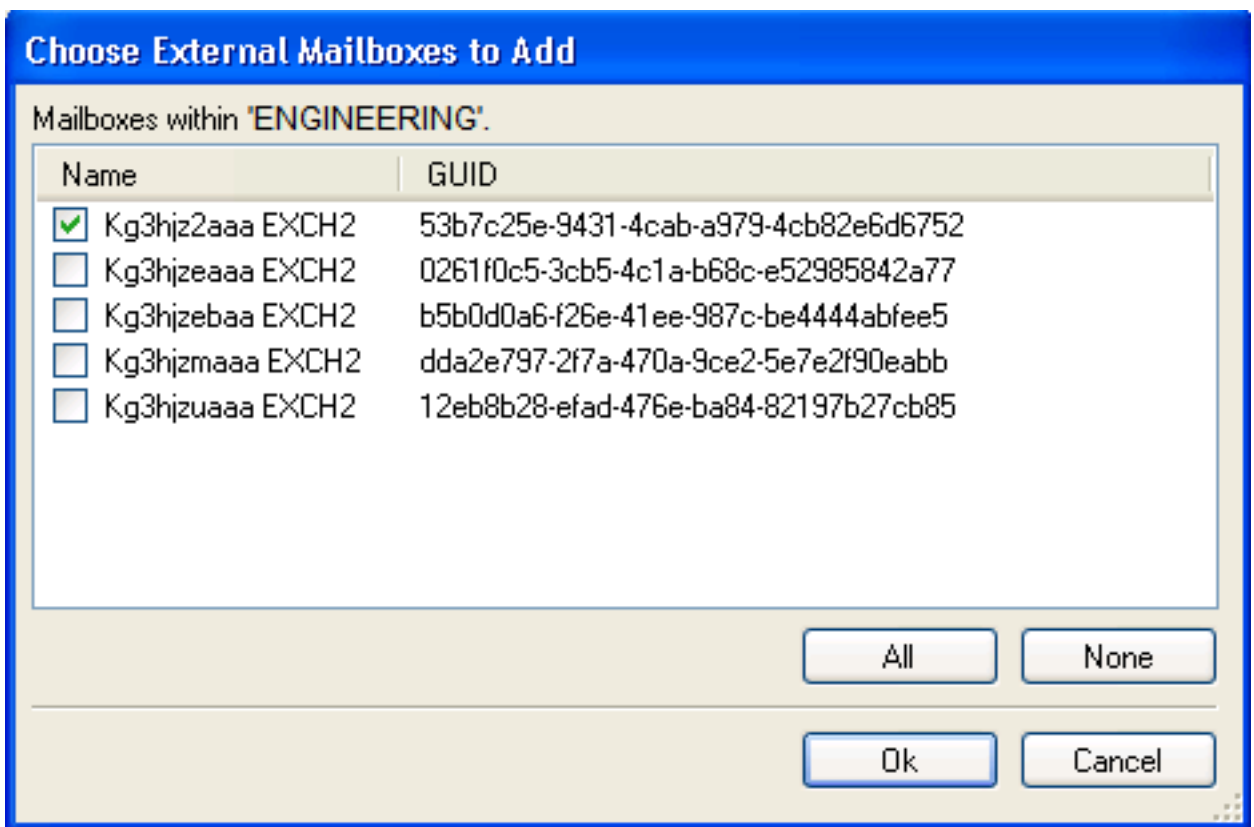 Choose External Mailboxes to Add
Mailboxes within 'ENGINEERING'.
Name GUID
Kg3hjz2aaa EXCH2 53b7c25e-9431-4cab-a979-4cb82e6d6752
Kg3hjzeaaa EXCH2 0261f0c5-3cb5-4c1a-b68c-e52985842a77
Kg3hjzebaa EXCH2 b5b0d0a6-f26e-41ee-987c-be4444abfee5
Kg3hjzmaaa EXCH2 dda2e797-2f7a-470a-9ce2-5e7e2f90eabb
Kg3hjzuaaa EXCH2 12eb8b28-efad-476e-ba84-82197b27cb85
All None
Ok Cancel